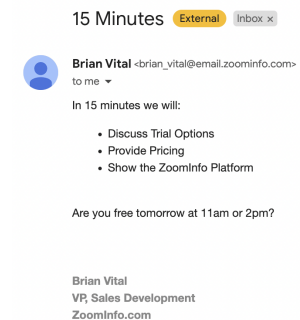 15 Minutes External Inbox ×
Brian Vital <brian_vital@email.zoominfo.com>
to me
In 15 minutes we will:
• Discuss Trial Options
• Provide Pricing
• Show the ZoomInfo Platform
Are you free tomorrow at 11am or 2pm?
Brian Vital
VP, Sales Development
ZoomInfo.com